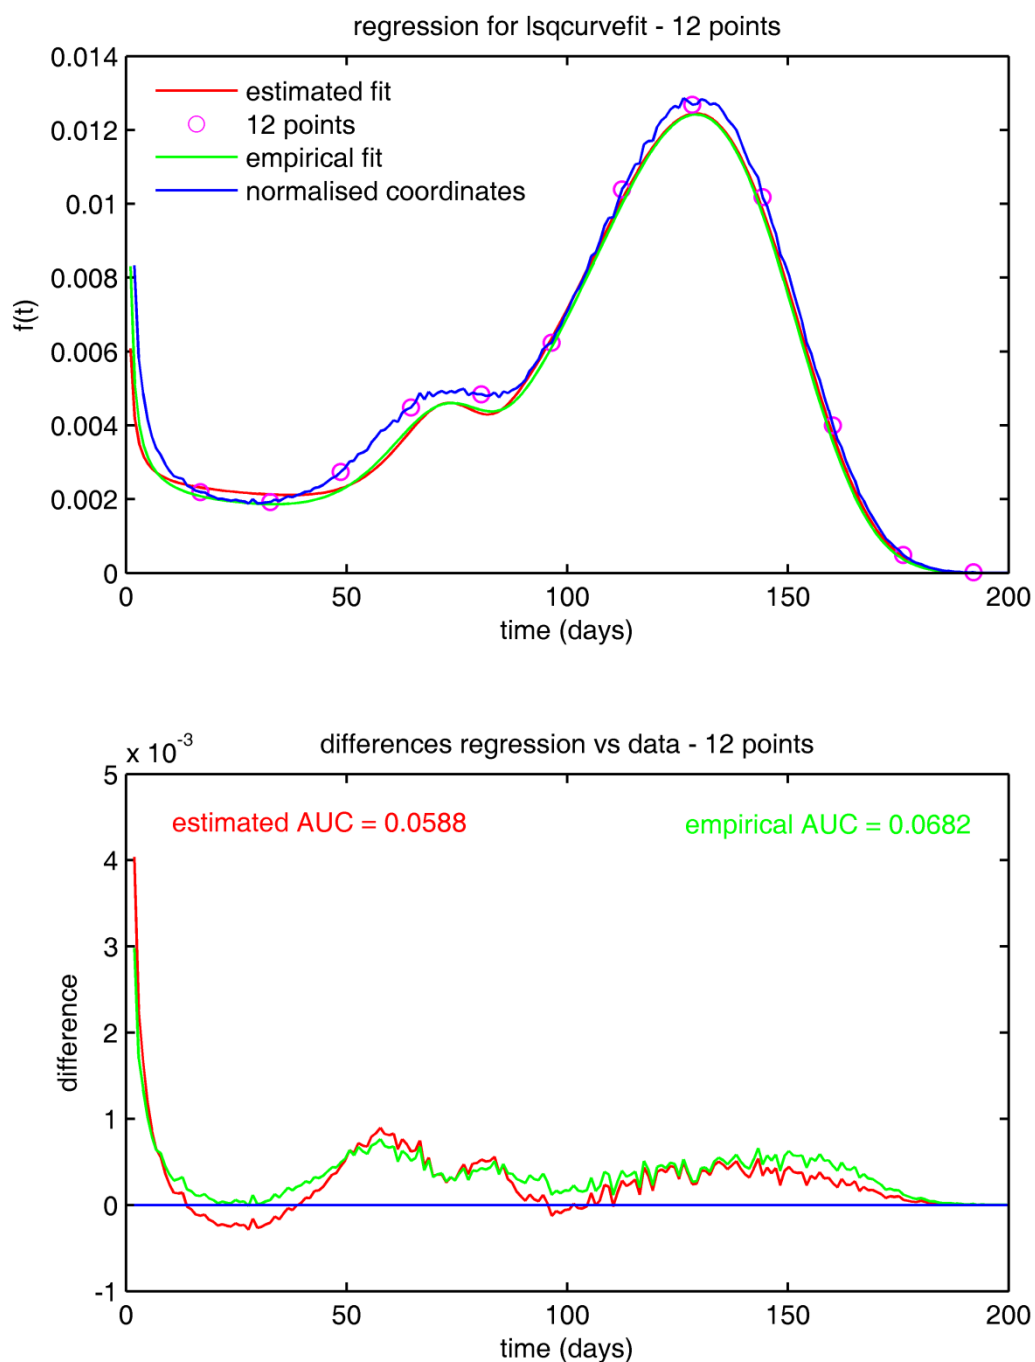 regression for lsqcurvefit - 12 points
0.014
0.012
0.01
0.008
0.006
0.004
0.002
0
f(t)
estimated fit
12 points
empirical fit
normalised coordinates
0 50 100 150 200
time (days)
differences regression vs data - 12 points
x 10-3
5
4
3
2
1
0
-1
difference
estimated AUC = 0.0588
empirical AUC = 0.0682
0 50 100 150 200
time (days)